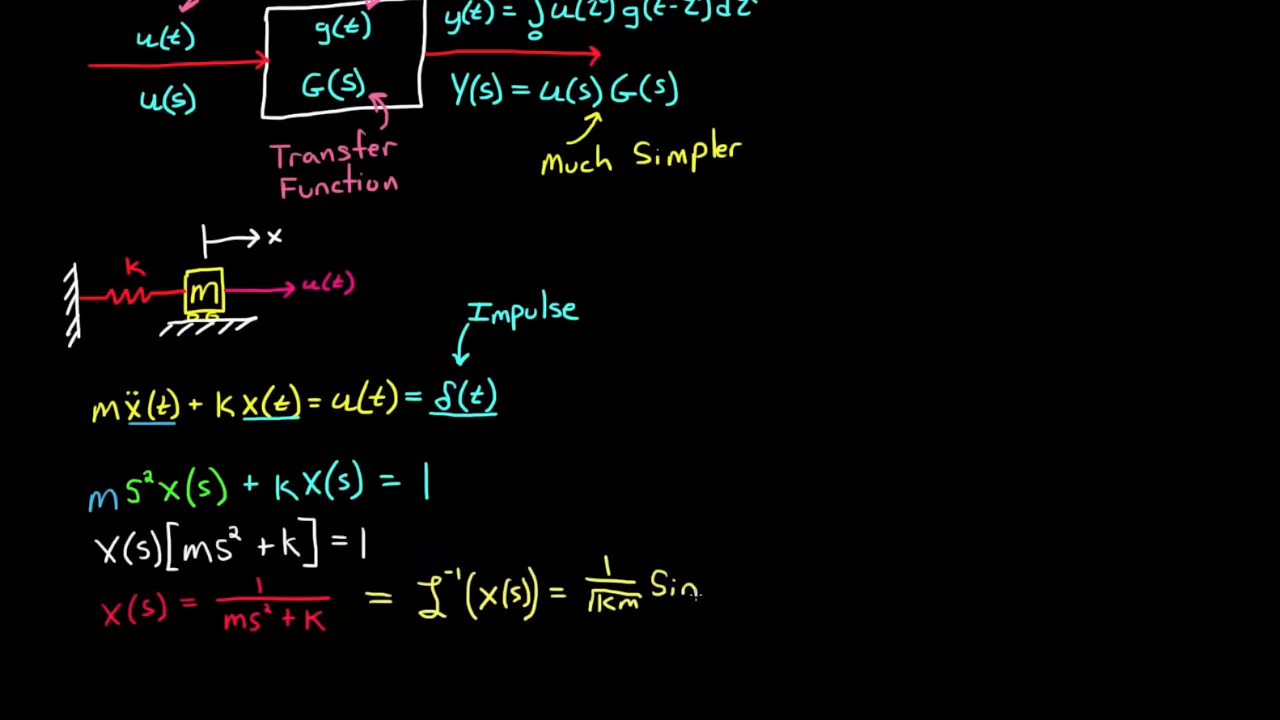 u(t)
g(t)
y(t) = ∫₀ u(τ) g(t-τ)dτ
u(s)
G(s)
Y(s) = u(s) G(s)
Transfer
Function
Much Simpler
x
K
m
u(t)
Impulse
mẍ(t) + Kx(t) = u(t) = δ(t)
mS²X(s) + KX(s) = 1
X(s)[ms² + K] = 1
X(s) = 1/(ms² + K) = ℒ⁻¹(X(s)) = 1/√(Km) Sin